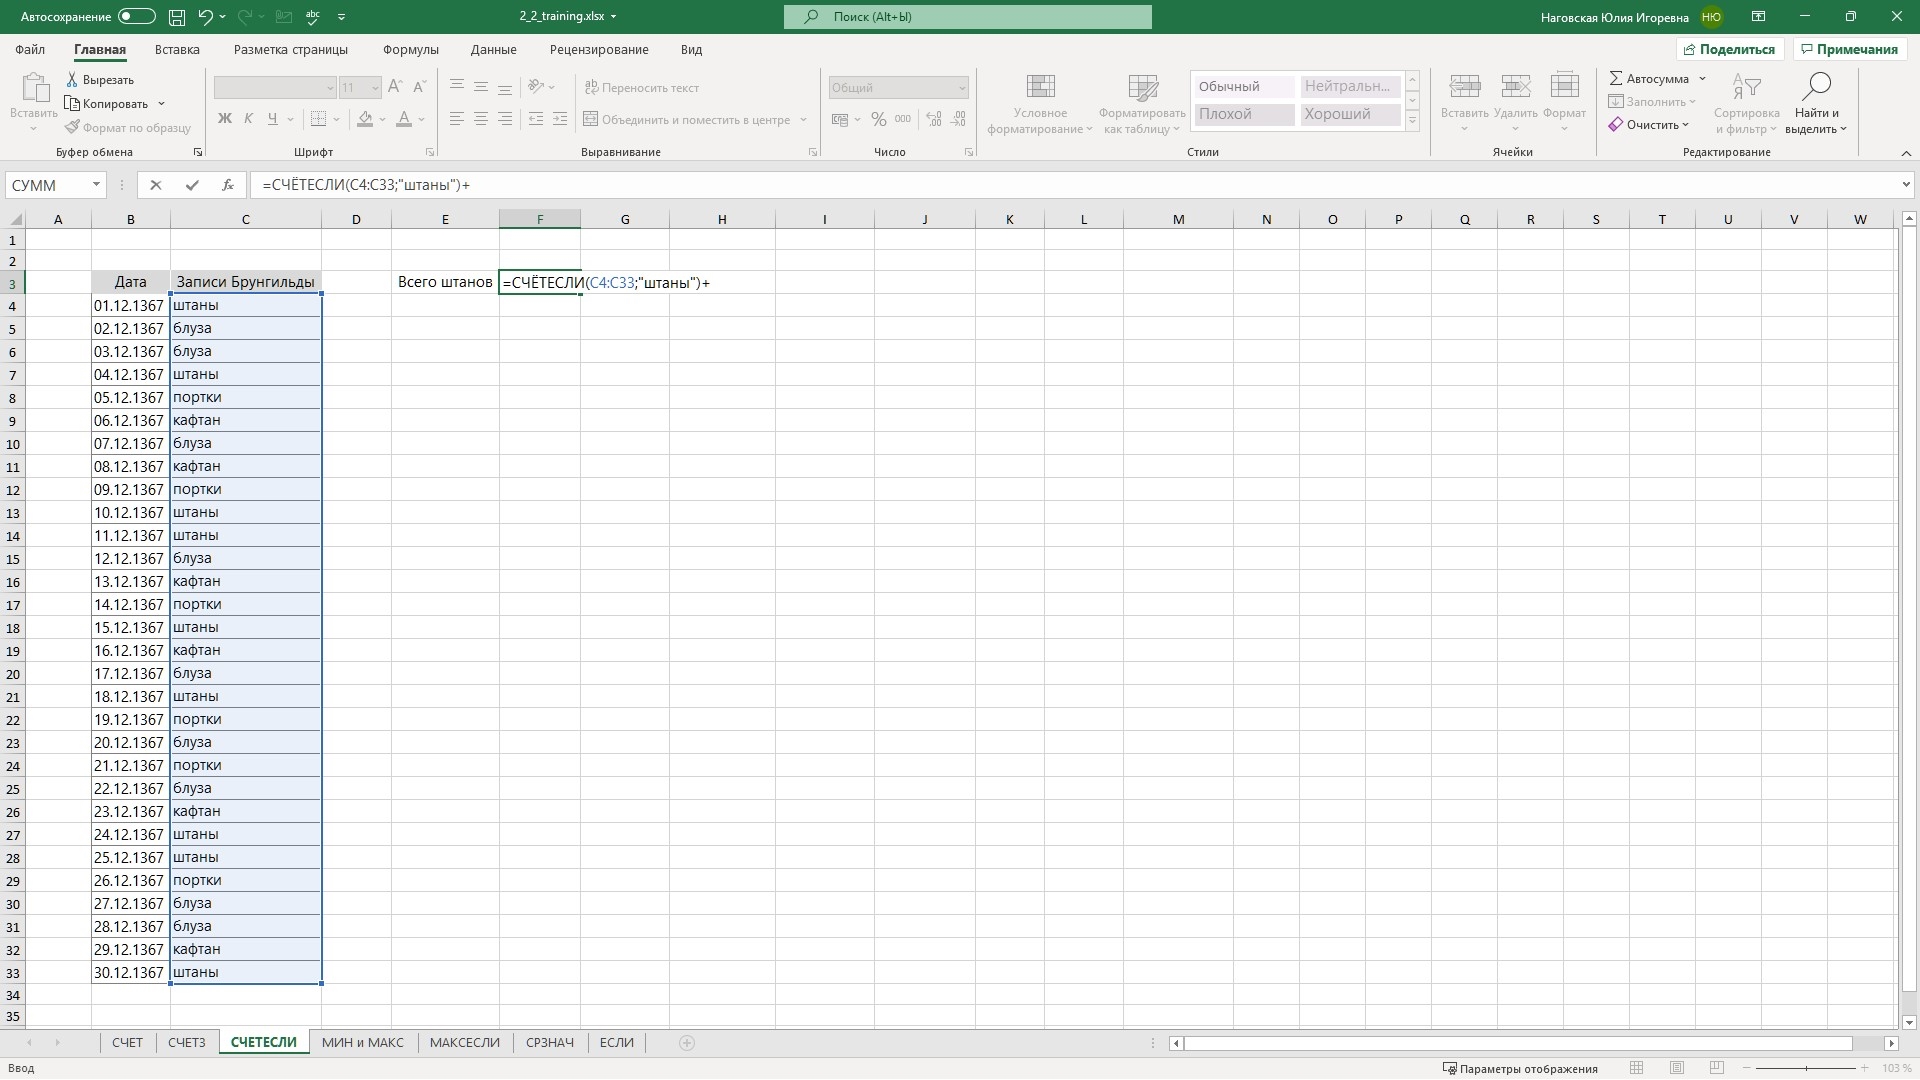 Автосохранение
2_2_training.xlsx
Поиск (Alt+Ы)
Наговская Юлия Игоревна НЮ
Файл Главная Вставка Разметка страницы Формулы Данные Рецензирование Вид
Поделиться Примечания
Вставить
Вырезать
Копировать
Формат по образцу
Буфер обмена
11
Ж К Ч
Шрифт
Переносить текст
Объединить и поместить в центре
Выравнивание
Общий
% 000
Число
Условное форматирование
Форматировать как таблицу
Обычный Нейтральн...
Плохой Хороший
Стили
Вставить Удалить Формат
Ячейки
Автосумма
Заполнить
Очистить
Сортировка и фильтр
Найти и выделить
Редактирование
СУММ
fx
=СЧЁТЕСЛИ(C4:C33;"штаны")+
A B C D E F G H I J K L M N O P Q R S T U V W
1
2
3 Дата Записи Брунгильды Всего штанов =СЧЁТЕСЛИ(C4:C33;"штаны")+
4 01.12.1367 штаны
5 02.12.1367 блуза
6 03.12.1367 блуза
7 04.12.1367 штаны
8 05.12.1367 портки
9 06.12.1367 кафтан
10 07.12.1367 блуза
11 08.12.1367 кафтан
12 09.12.1367 портки
13 10.12.1367 штаны
14 11.12.1367 штаны
15 12.12.1367 блуза
16 13.12.1367 кафтан
17 14.12.1367 портки
18 15.12.1367 штаны
19 16.12.1367 кафтан
20 17.12.1367 блуза
21 18.12.1367 штаны
22 19.12.1367 портки
23 20.12.1367 блуза
24 21.12.1367 портки
25 22.12.1367 блуза
26 23.12.1367 кафтан
27 24.12.1367 штаны
28 25.12.1367 штаны
29 26.12.1367 портки
30 27.12.1367 блуза
31 28.12.1367 блуза
32 29.12.1367 кафтан
33 30.12.1367 штаны
34
35
СЧЕТ СЧЕТЗ СЧЕТЕСЛИ МИН и МАКС МАКСЕСЛИ СРЗНАЧ ЕСЛИ
Ввод
Параметры отображения
103 %